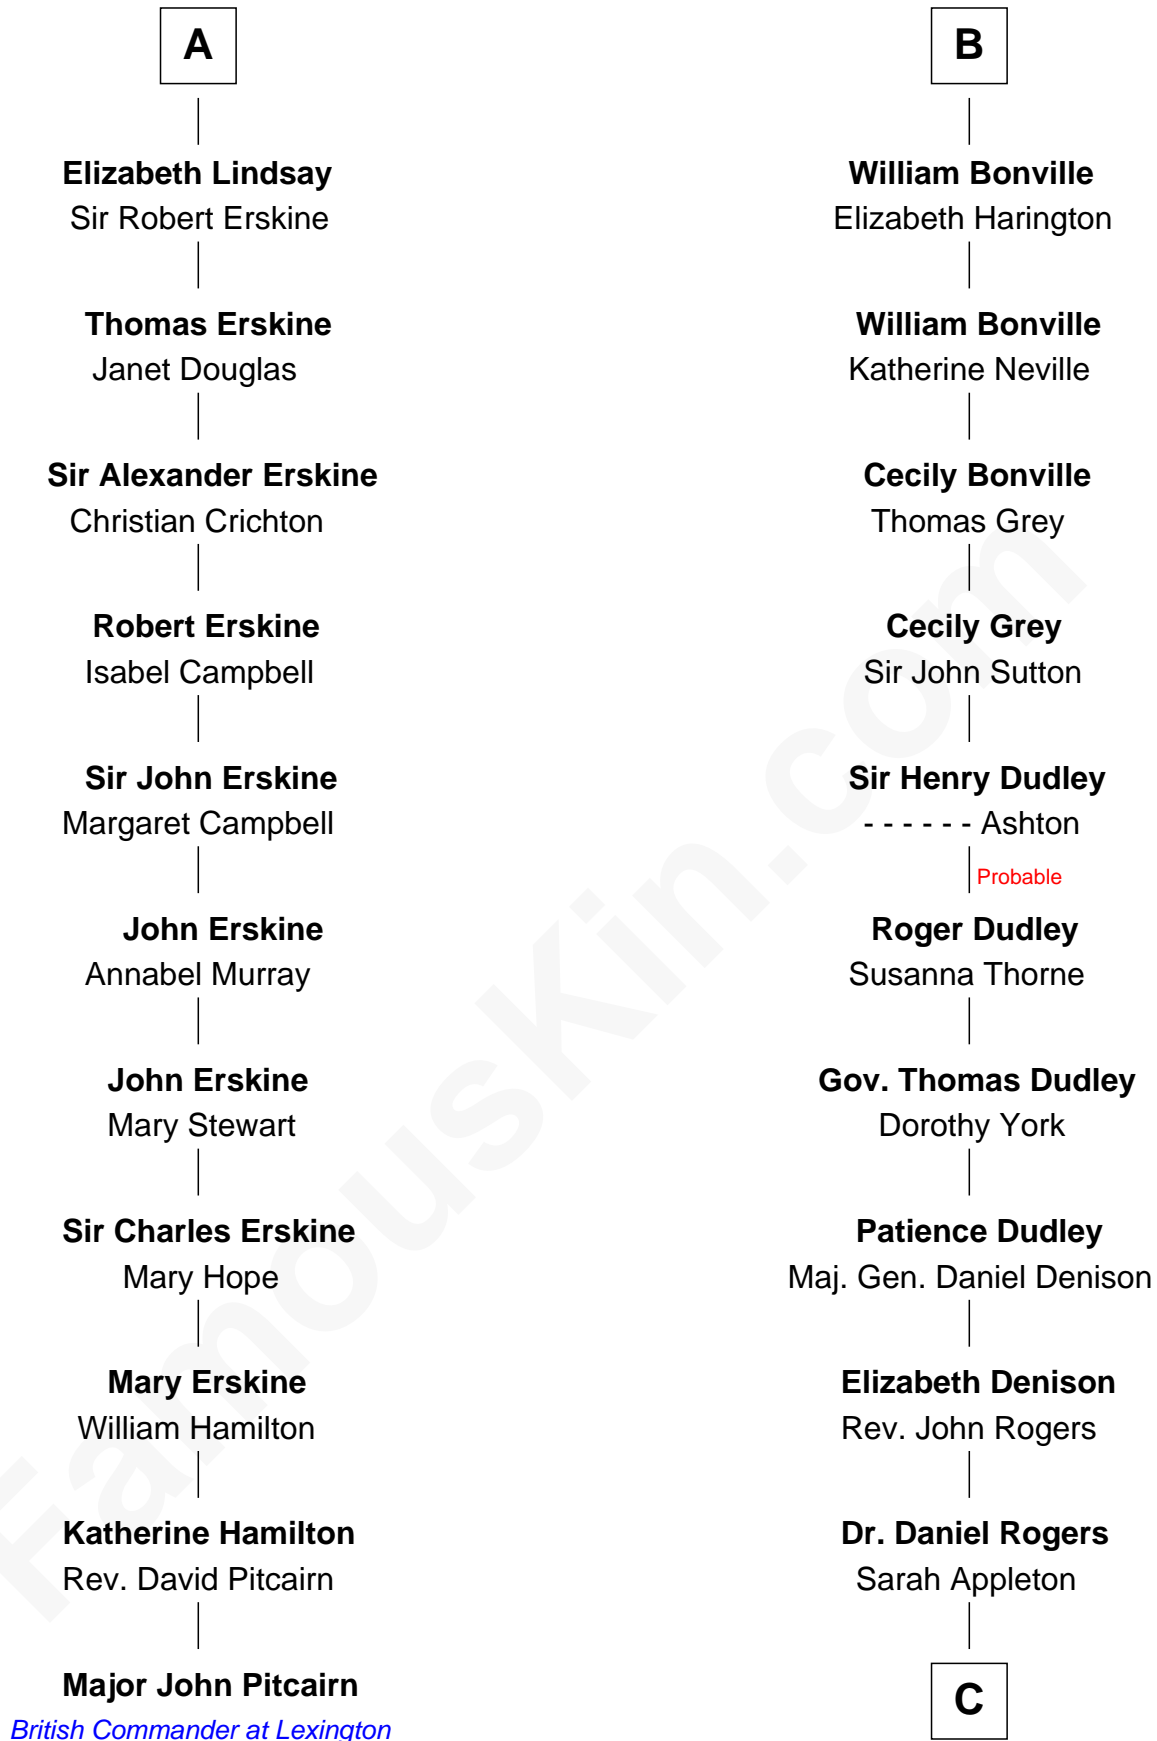 A
Elizabeth Lindsay
Sir Robert Erskine
Thomas Erskine
Janet Douglas
Sir Alexander Erskine
Christian Crichton
Robert Erskine
Isabel Campbell
Sir John Erskine
Margaret Campbell
John Erskine
Annabel Murray
John Erskine
Mary Stewart
Sir Charles Erskine
Mary Hope
Mary Erskine
William Hamilton
Katherine Hamilton
Rev. David Pitcairn
Major John Pitcairn
British Commander at Lexington
B
William Bonville
Elizabeth Harington
William Bonville
Katherine Neville
Cecily Bonville
Thomas Grey
Cecily Grey
Sir John Sutton
Sir Henry Dudley
- - - - - - Ashton
Probable
Roger Dudley
Susanna Thorne
Gov. Thomas Dudley
Dorothy York
Patience Dudley
Maj. Gen. Daniel Denison
Elizabeth Denison
Rev. John Rogers
Dr. Daniel Rogers
Sarah Appleton
C
FamousKin.com